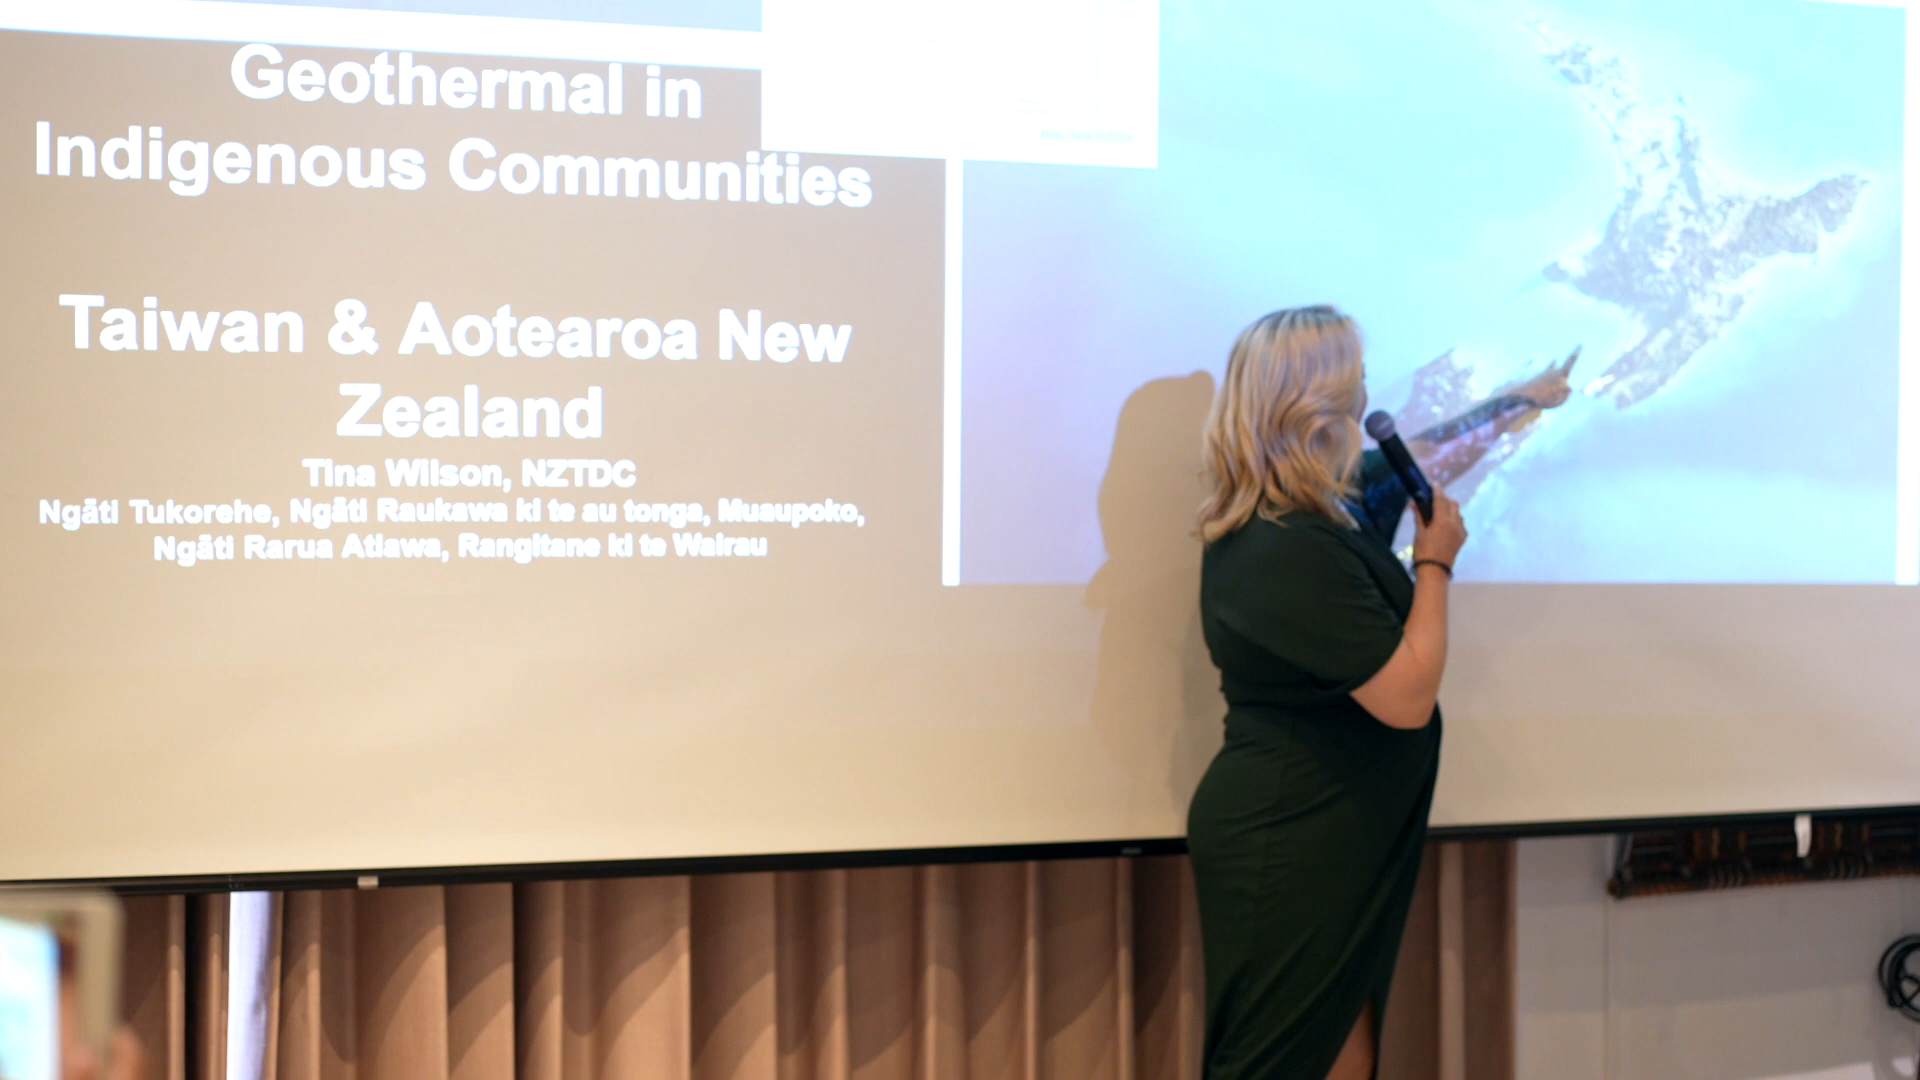 Geothermal in
Indigenous Communities
Taiwan & Aotearoa New
Zealand
Tina Wilson, NZTDC
Ngāti Tukorehe, Ngāti Raukawa ki te au tonga, Muaupoko,
Ngāti Rarua Atiawa, Rangitane ki te Wairau